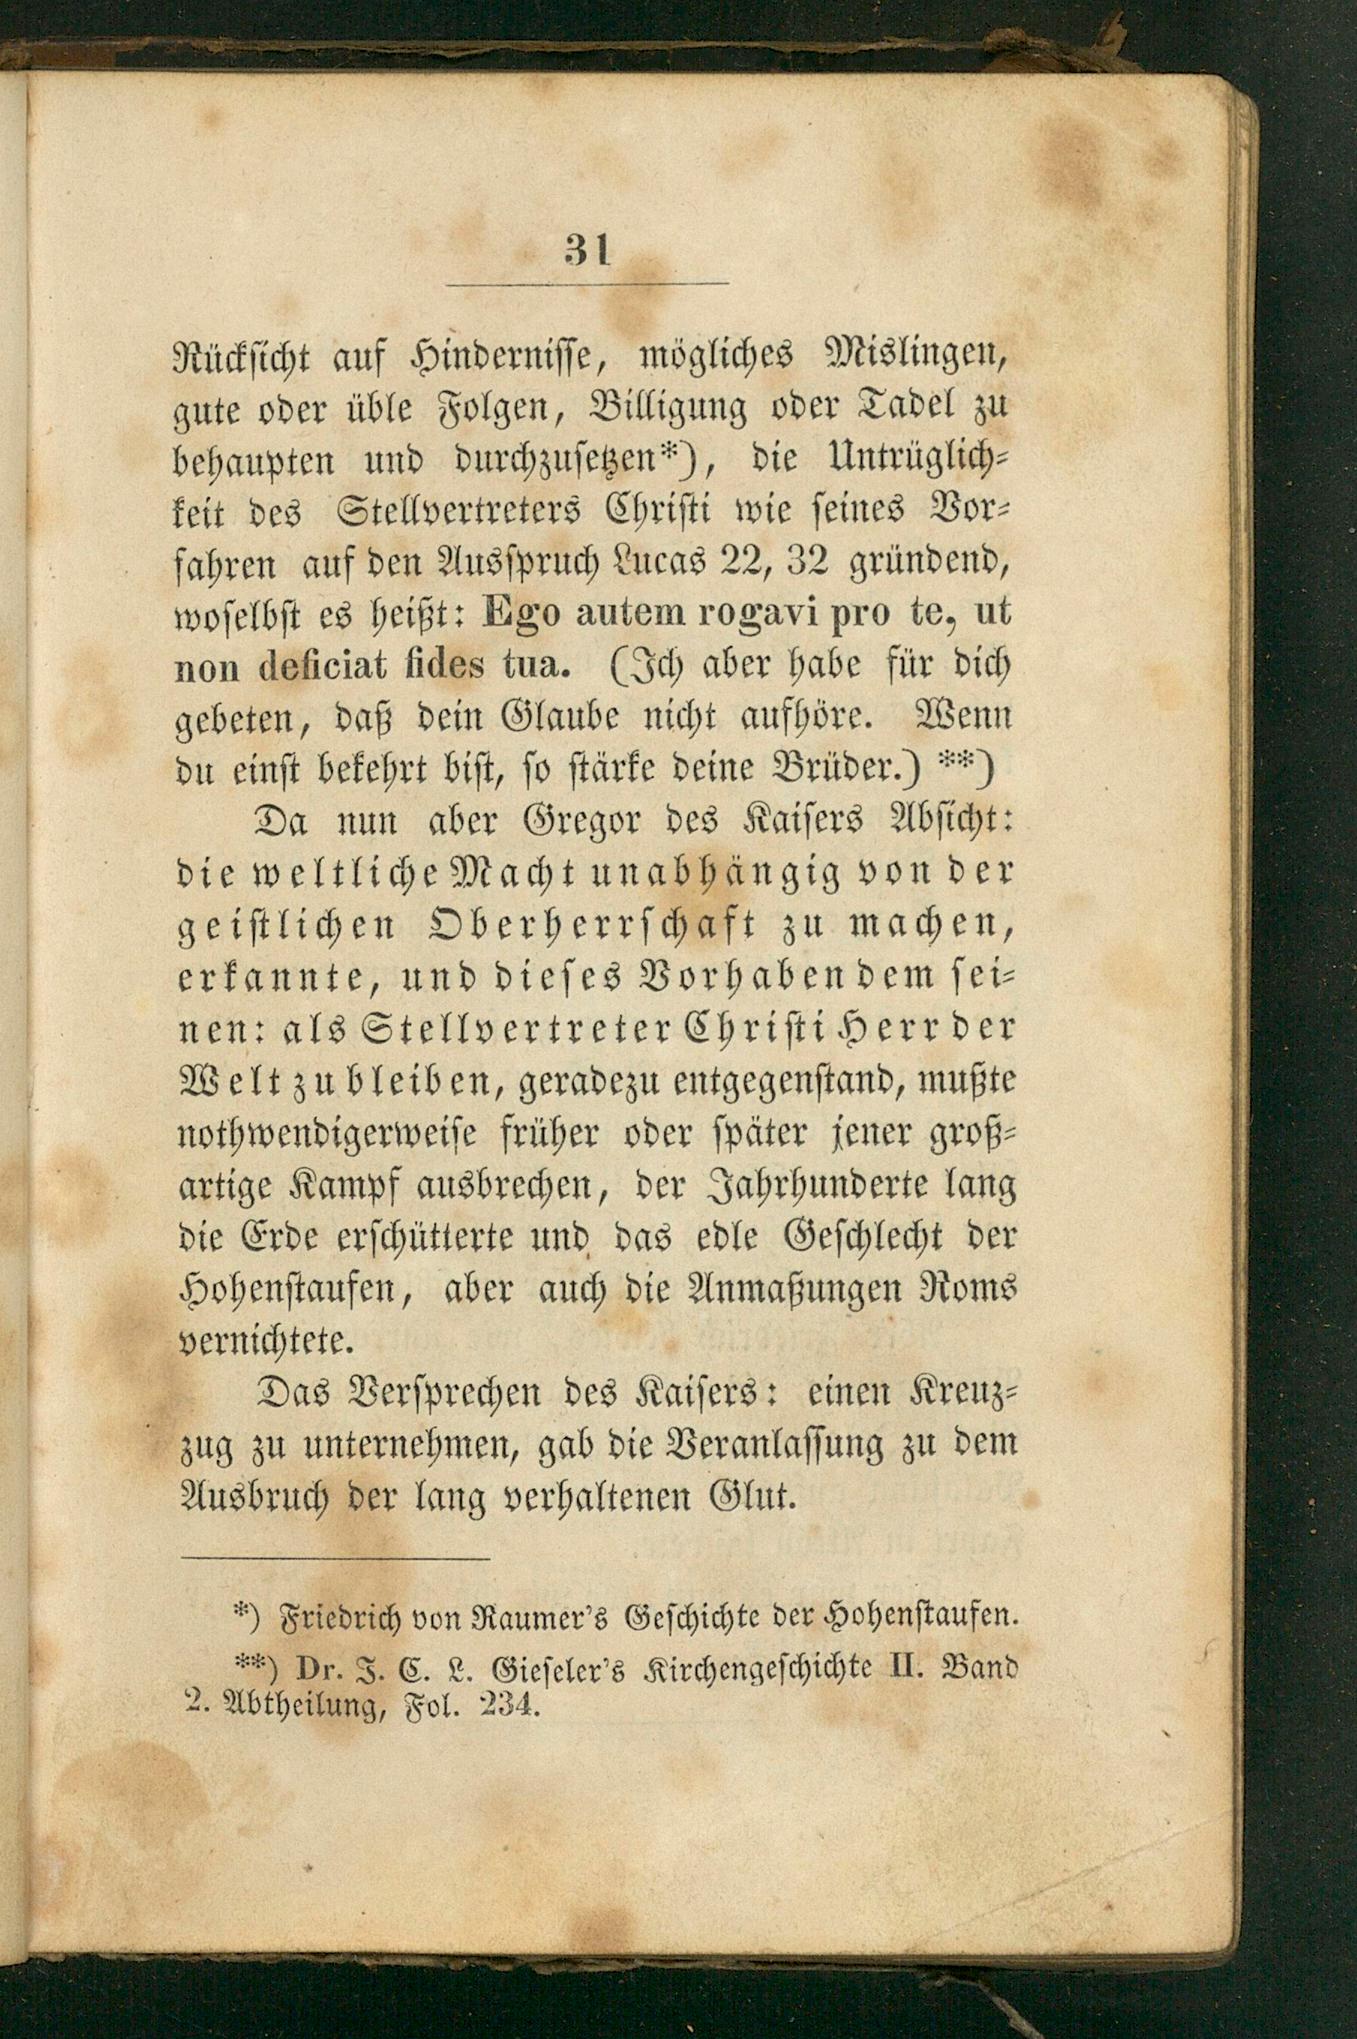 31
Rücksicht auf Hindernisse, mögliches Mislingen,
gute oder üble Folgen, Billigung oder Tadel zu
behaupten und durchzusetzen*), die Untrüglich-
keit des Stellvertreters Christi wie seines Vor-
fahren auf den Ausspruch Lucas 22, 32 gründend,
woselbst es heißt: Ego autem rogavi pro te, ut
non deficiat fides tua. (Ich aber habe für dich
gebeten, daß dein Glaube nicht aufhöre. Wenn
du einst bekehrt bist, so stärke deine Brüder.) **)
Da nun aber Gregor des Kaisers Absicht:
die weltliche Macht unabhängig von der
geistlichen Oberherrschaft zu machen,
erkannte, und dieses Vorhaben dem sei-
nen: als Stellvertreter Christi Herr der
Welt zu bleiben, geradezu entgegenstand, mußte
nothwendigerweise früher oder später jener groß-
artige Kampf ausbrechen, der Jahrhunderte lang
die Erde erschütterte und das edle Geschlecht der
Hohenstaufen, aber auch die Anmaßungen Roms
vernichtete.
Das Versprechen des Kaisers: einen Kreuz-
zug zu unternehmen, gab die Veranlassung zu dem
Ausbruch der lang verhaltenen Glut.
*) Friedrich von Raumer's Geschichte der Hohenstaufen.
**) Dr. J. C. L. Gieseler's Kirchengeschichte II. Band
2. Abtheilung, Fol. 234.